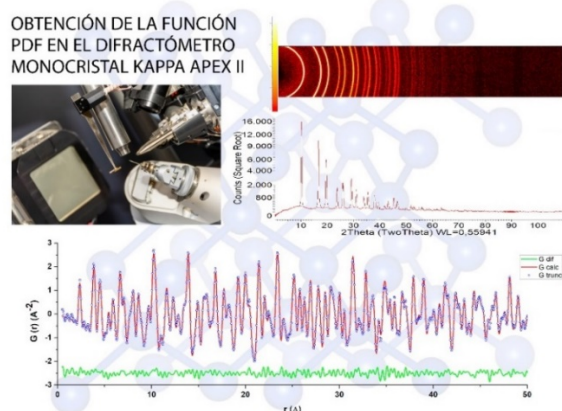 OBTENCIÓN DE LA FUNCIÓN
PDF EN EL DIFRACTÓMETRO
MONOCRISTAL KAPPA APEX II
Counts (Square Root)
16.000
12.000
9.000
6.000
4.000
2.000
800
10 20 30 40 50 60 70 80 90 100
2Theta (TwoTheta) WL=0,55941
G (r) (A⁻²)
3
2
1
0
-1
-2
-3
0 10 20 30 40 50
r (Å)
G dif
G calc
G trunc